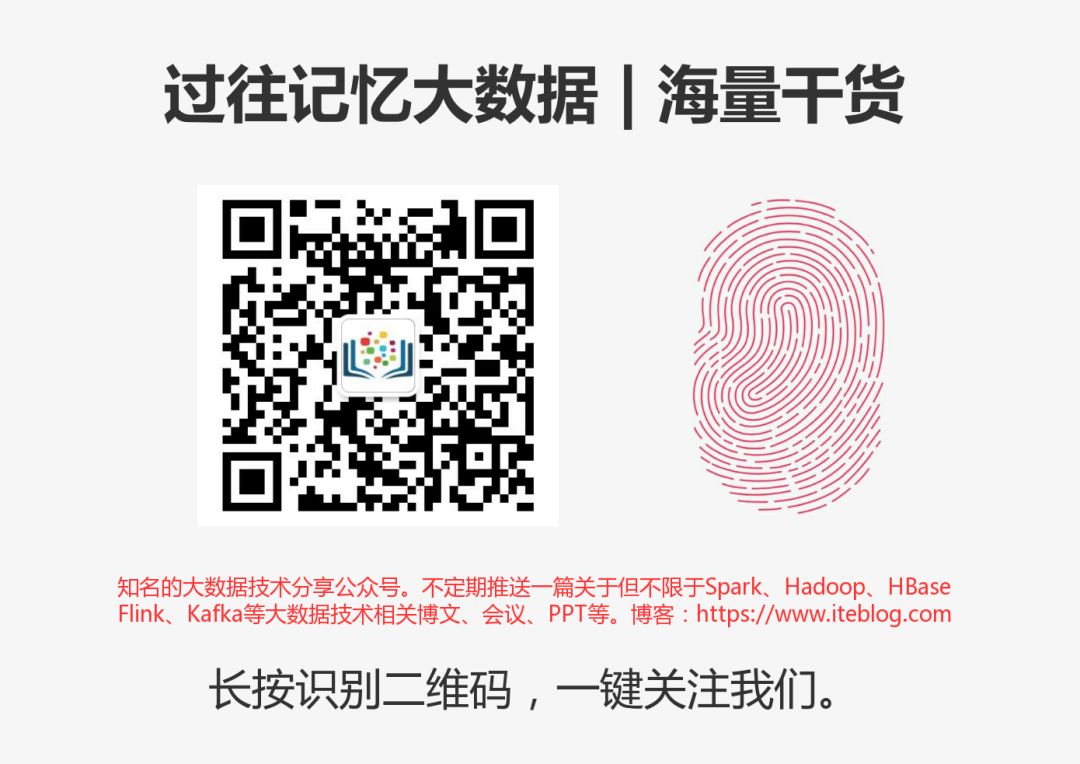 过往记忆大数据 | 海量干货
知名的大数据技术分享公众号。不定期推送一篇关于但不限于Spark、Hadoop、HBase
Flink、Kafka等大数据技术相关博文、会议、PPT等。博客：https://www.iteblog.com
长按识别二维码，一键关注我们。